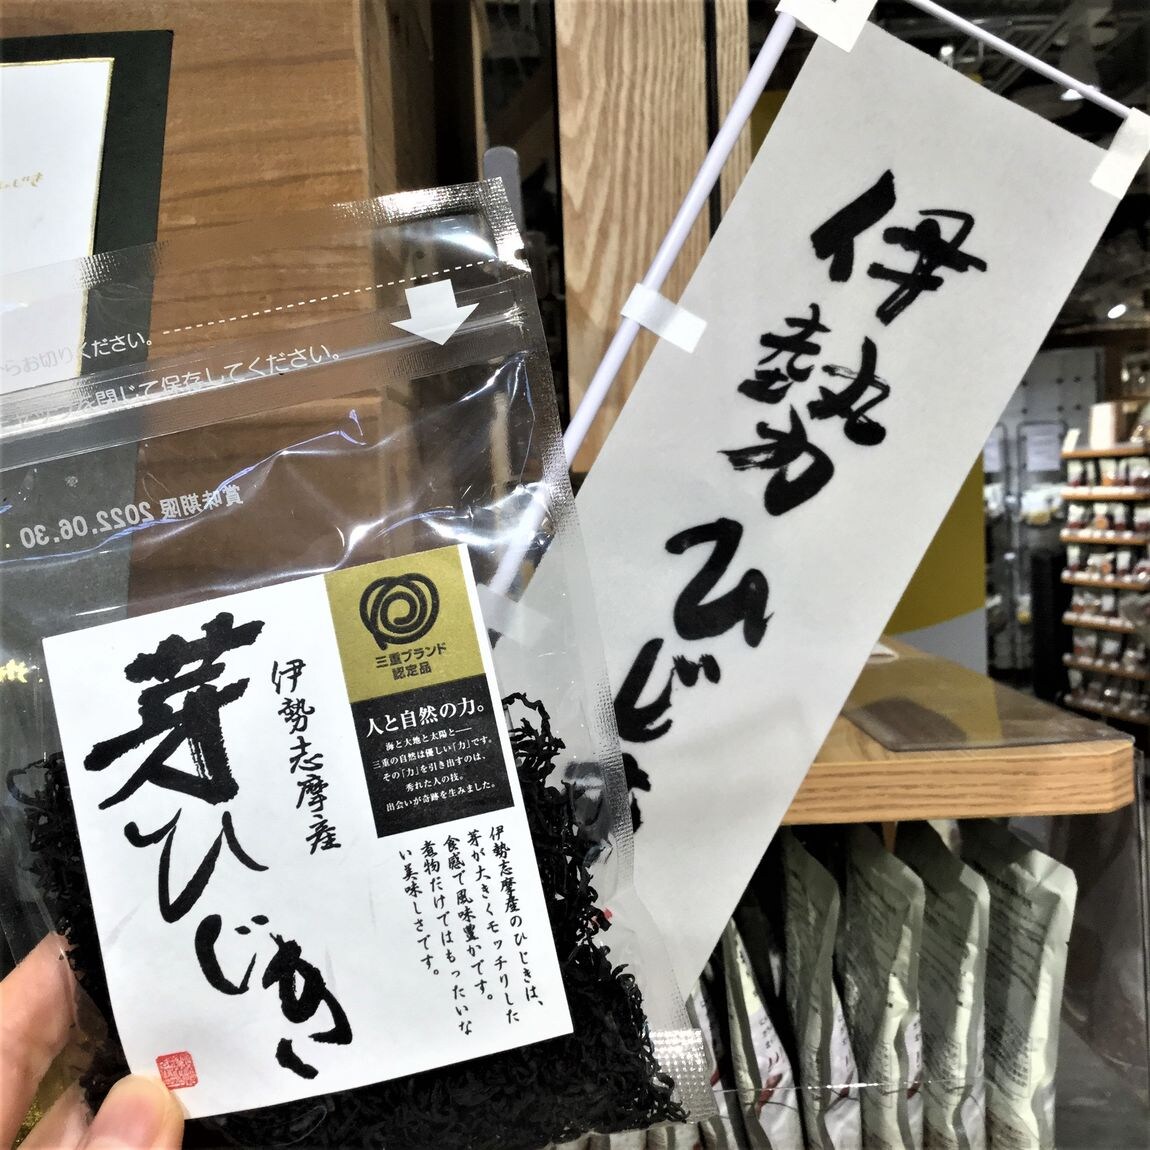 伊勢
ひじき
らお切りください。
を閉じて保存してください。
賞味期限 2022.06.30
三重ブランド
認定品
人と自然の力。
海と大地と太陽と――
三重の自然は優しい「力」です。
その「力」を引き出すのは、
秀れた人の技。
出会いが奇跡を生みました。
芽ひじき
伊勢志摩産
伊勢志摩産のひじきは、
芽が大きくモッチリした
食感で風味豊かです。
煮物だけではもったいな
い美味しさです。